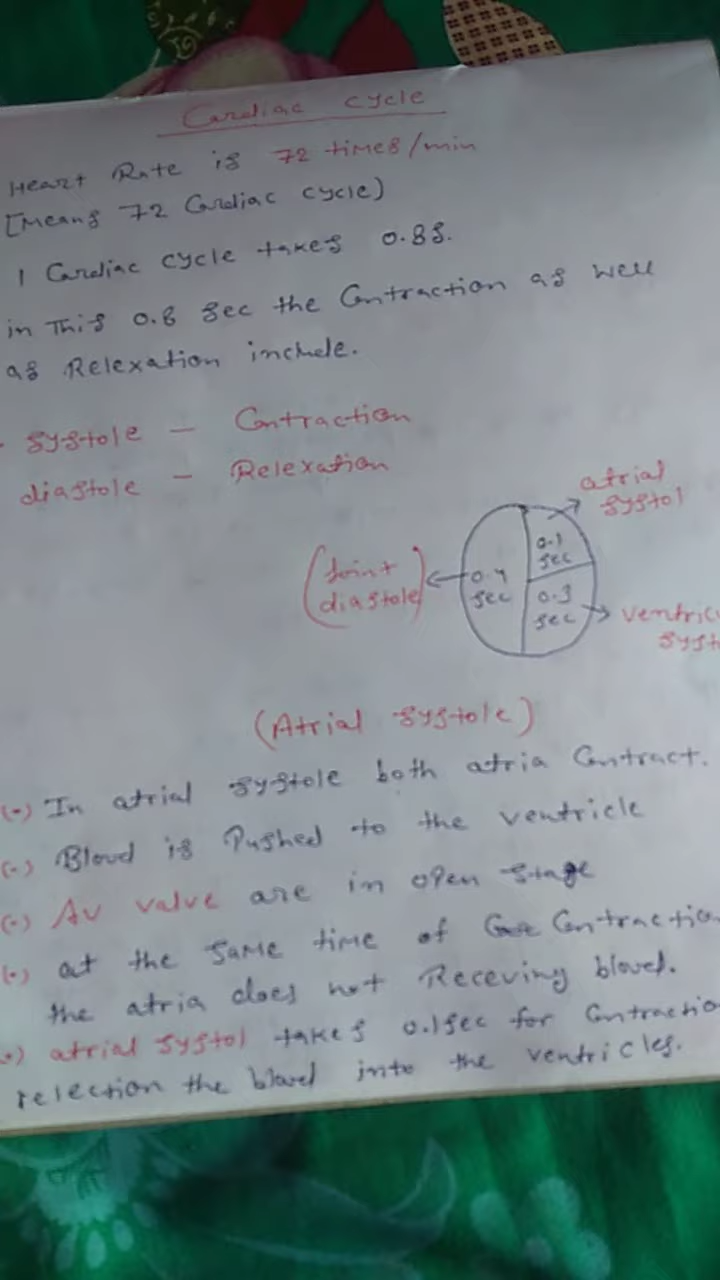 Cardiac cycle
Heart Rate is 72 times/min
[Means 72 Cardiac cycle)
1 Cardiac cycle takes 0.8s.
in This 0.8 sec the Contraction as well
as Relexation include.
- systole - Contraction
diastole - Relexation
atrial
systol
0.1
sec
(Joint
diastole)
0.4
sec
0.3
sec
ventric
syst
(Atrial systole)
(•) In atrial systole both atria Contract.
(•) Blood is Pushed to the ventricle
(•) AV valve are in open stage
(•) at the same time of Contractio
the atria does not Receving blood.
(•) atrial systol takes 0.1sec for Contractio
the blood into the ventricles.